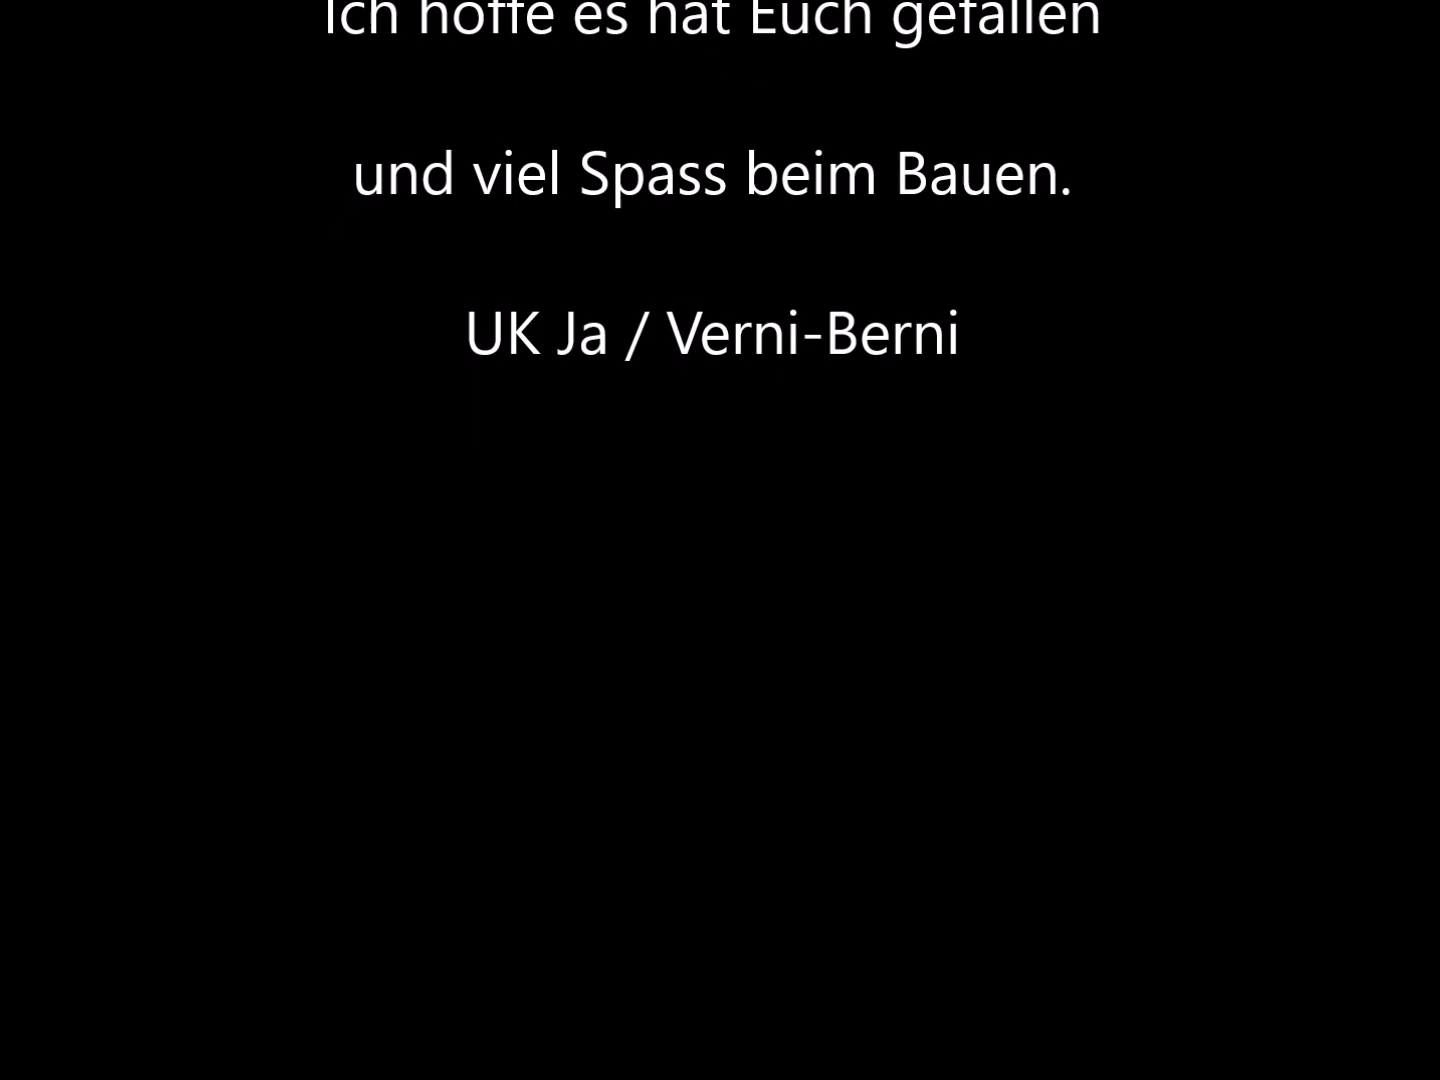 Ich hoffe es hat Euch gefallen
und viel Spass beim Bauen.
UK Ja / Verni-Berni